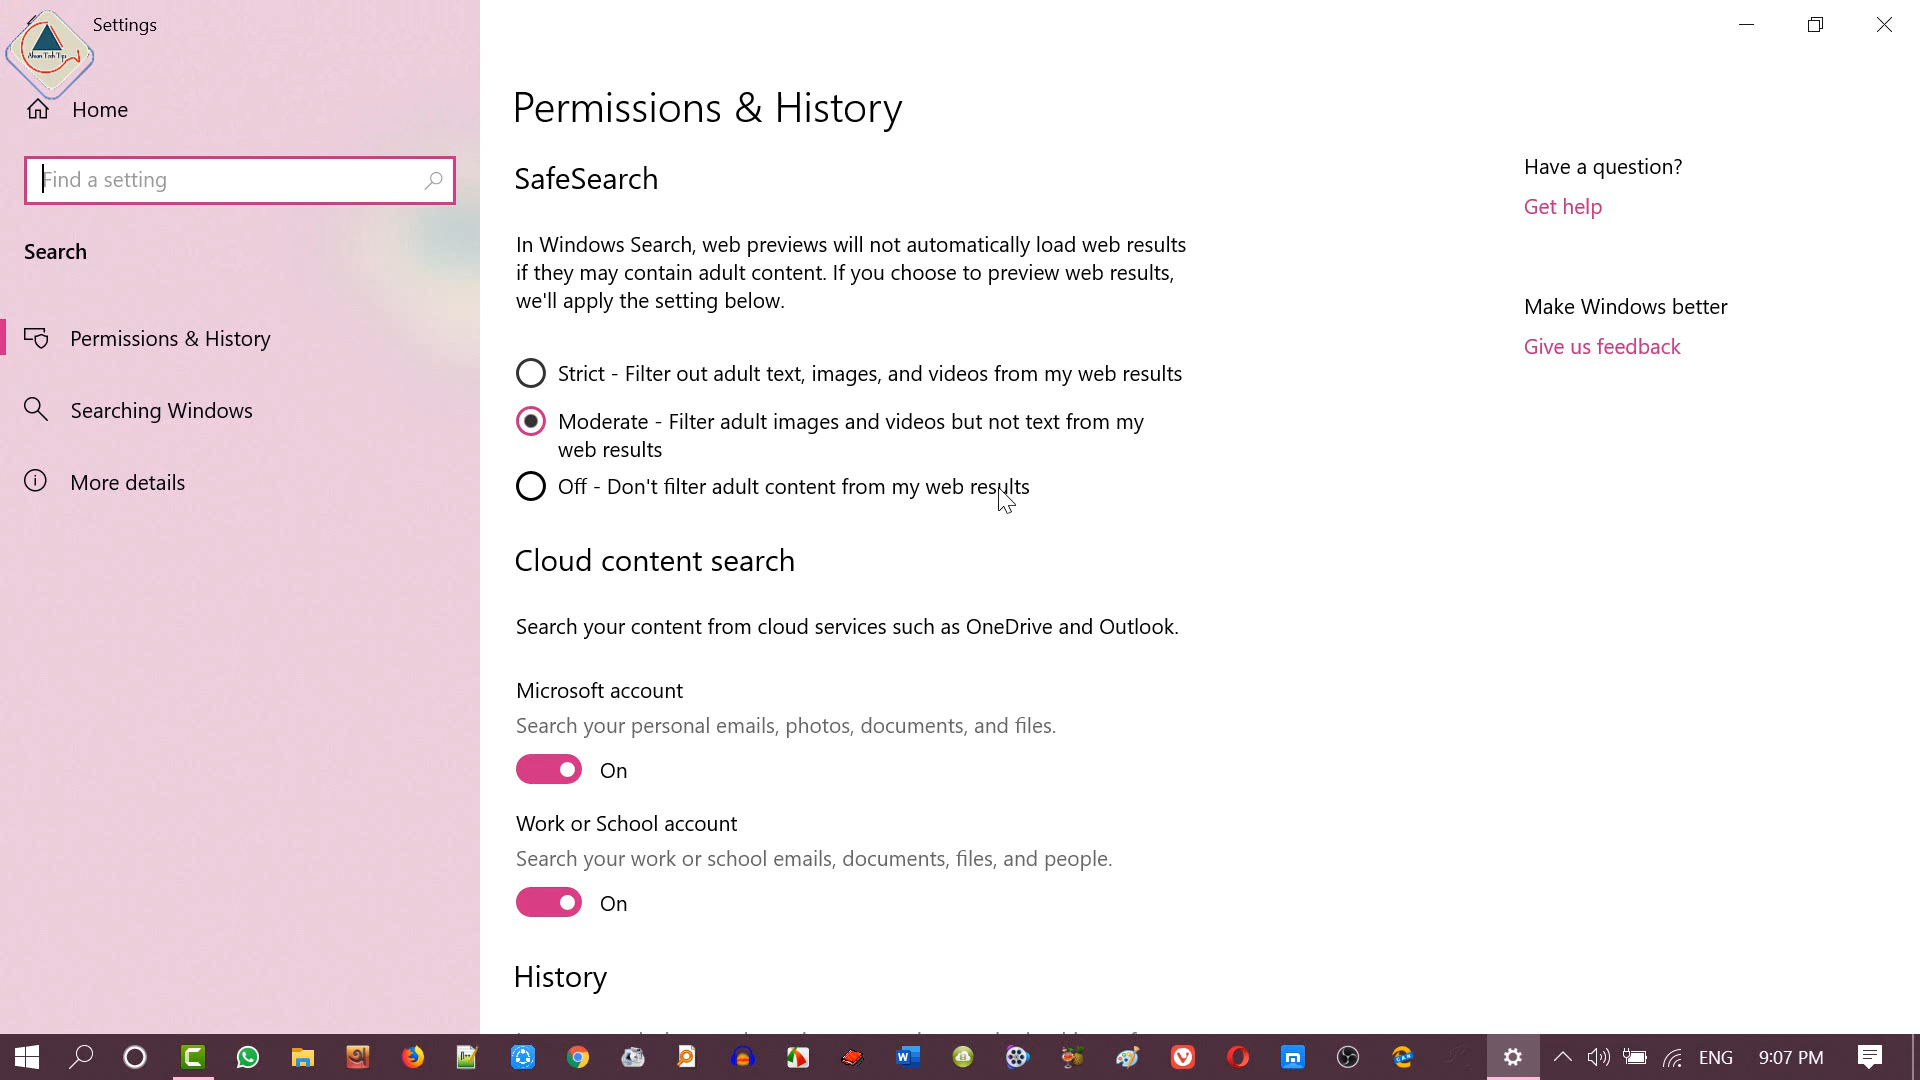 Settings
Ahsan Tech Tips
Home
Find a setting
Search
Permissions & History
Searching Windows
More details
Permissions & History
SafeSearch
In Windows Search, web previews will not automatically load web results
if they may contain adult content. If you choose to preview web results,
we'll apply the setting below.
Strict - Filter out adult text, images, and videos from my web results
Moderate - Filter adult images and videos but not text from my
web results
Off - Don't filter adult content from my web results
Cloud content search
Search your content from cloud services such as OneDrive and Outlook.
Microsoft account
Search your personal emails, photos, documents, and files.
On
Work or School account
Search your work or school emails, documents, files, and people.
On
History
Have a question?
Get help
Make Windows better
Give us feedback
ENG
9:07 PM